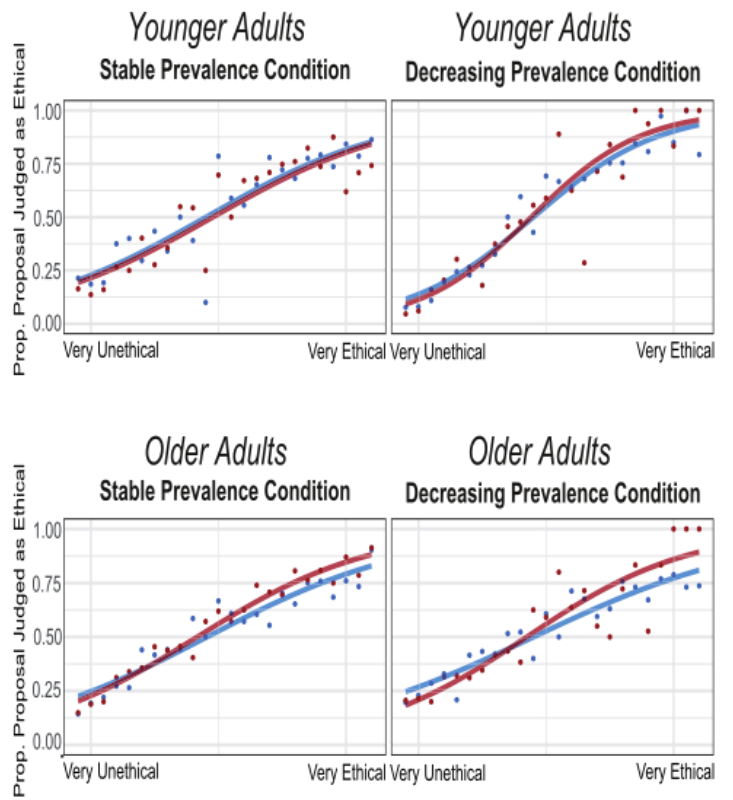 Younger Adults Younger Adults
Stable Prevalence Condition Decreasing Prevalence Condition
Prop. Proposal Judged as Ethical
1.00
0.75
0.50
0.25
0.00
Very Unethical Very Ethical Very Unethical Very Ethical
Older Adults Older Adults
Stable Prevalence Condition Decreasing Prevalence Condition
Prop. Proposal Judged as Ethical
1.00
0.75
0.50
0.25
0.00
Very Unethical Very Ethical Very Unethical Very Ethical